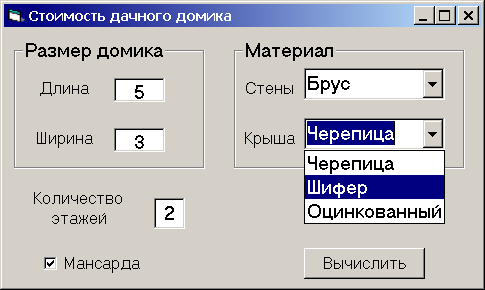 Стоимость дачного домика
Размер домика
Длина 5
Ширина 3
Материал
Стены Брус
Крыша Черепица
Черепица
Шифер
Оцинкованный
Количество
этажей 2
Мансарда
Вычислить